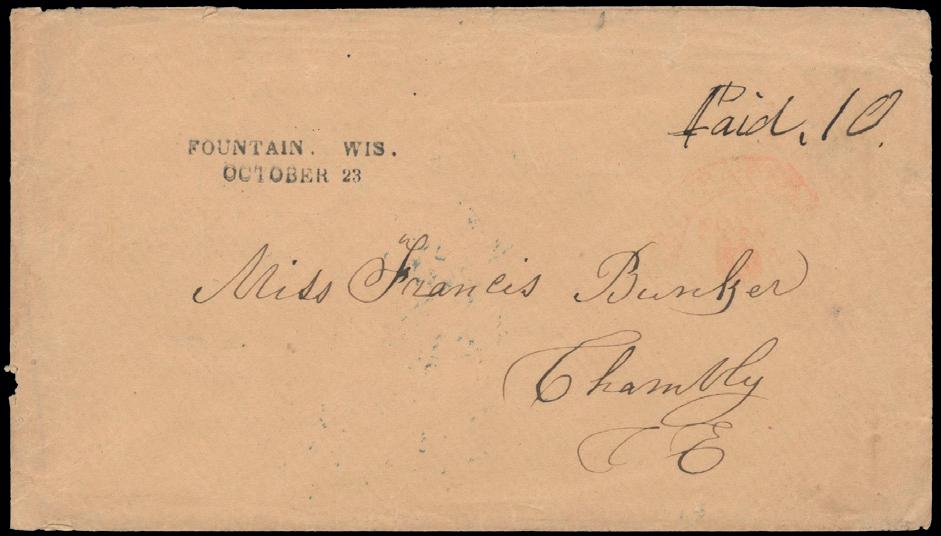 Paid, 10.
FOUNTAIN. WIS.
OCTOBER 23
Miss Francis Bunker
Chambly
C E